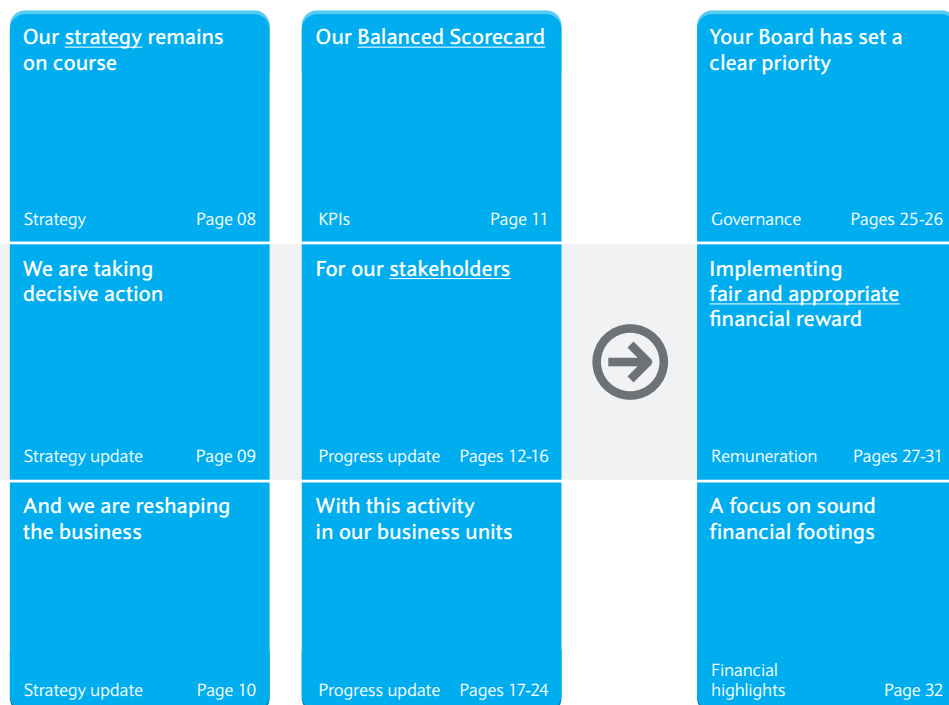 Our strategy remains
on course
Strategy Page 08
We are taking
decisive action
Strategy update Page 09
And we are reshaping
the business
Strategy update Page 10
Our Balanced Scorecard
KPIs Page 11
For our stakeholders
Progress update Pages 12-16
With this activity
in our business units
Progress update Pages 17-24
Your Board has set a
clear priority
Governance Pages 25-26
Implementing
fair and appropriate
financial reward
Remuneration Pages 27-31
A focus on sound
financial footings
Financial
highlights Page 32